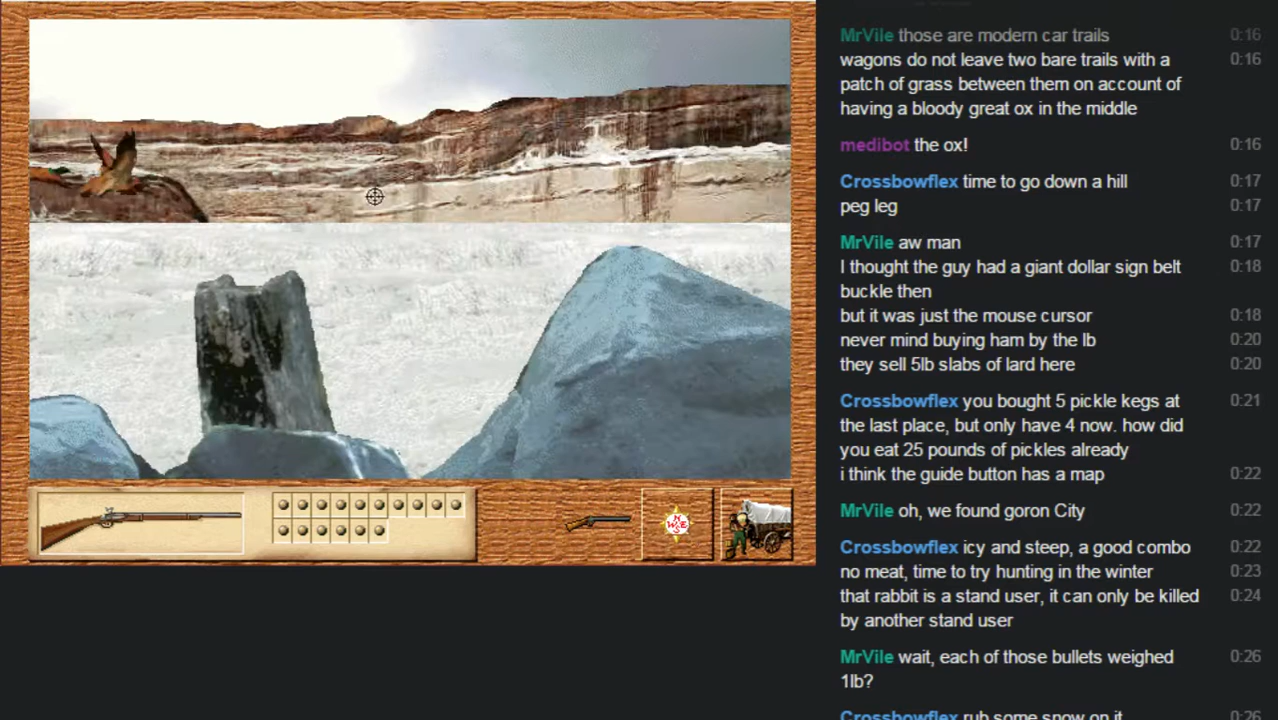 MrVile those are modern car trails 0:16
wagons do not leave two bare trails with a 0:16
patch of grass between them on account of
having a bloody great ox in the middle
medibot the ox! 0:16
Crossbowflex time to go down a hill 0:17
peg leg 0:17
MrVile aw man 0:17
I thought the guy had a giant dollar sign belt 0:18
buckle then
but it was just the mouse cursor 0:18
never mind buying ham by the lb 0:20
they sell 5lb slabs of lard here 0:20
Crossbowflex you bought 5 pickle kegs at 0:21
the last place, but only have 4 now. how did
you eat 25 pounds of pickles already
i think the guide button has a map 0:22
MrVile oh, we found goron City 0:22
Crossbowflex icy and steep, a good combo 0:22
no meat, time to try hunting in the winter 0:23
that rabbit is a stand user, it can only be killed 0:24
by another stand user
MrVile wait, each of those bullets weighed 0:26
1lb?
Crossbowflex rub some snow on it 0:26
N
W E
S